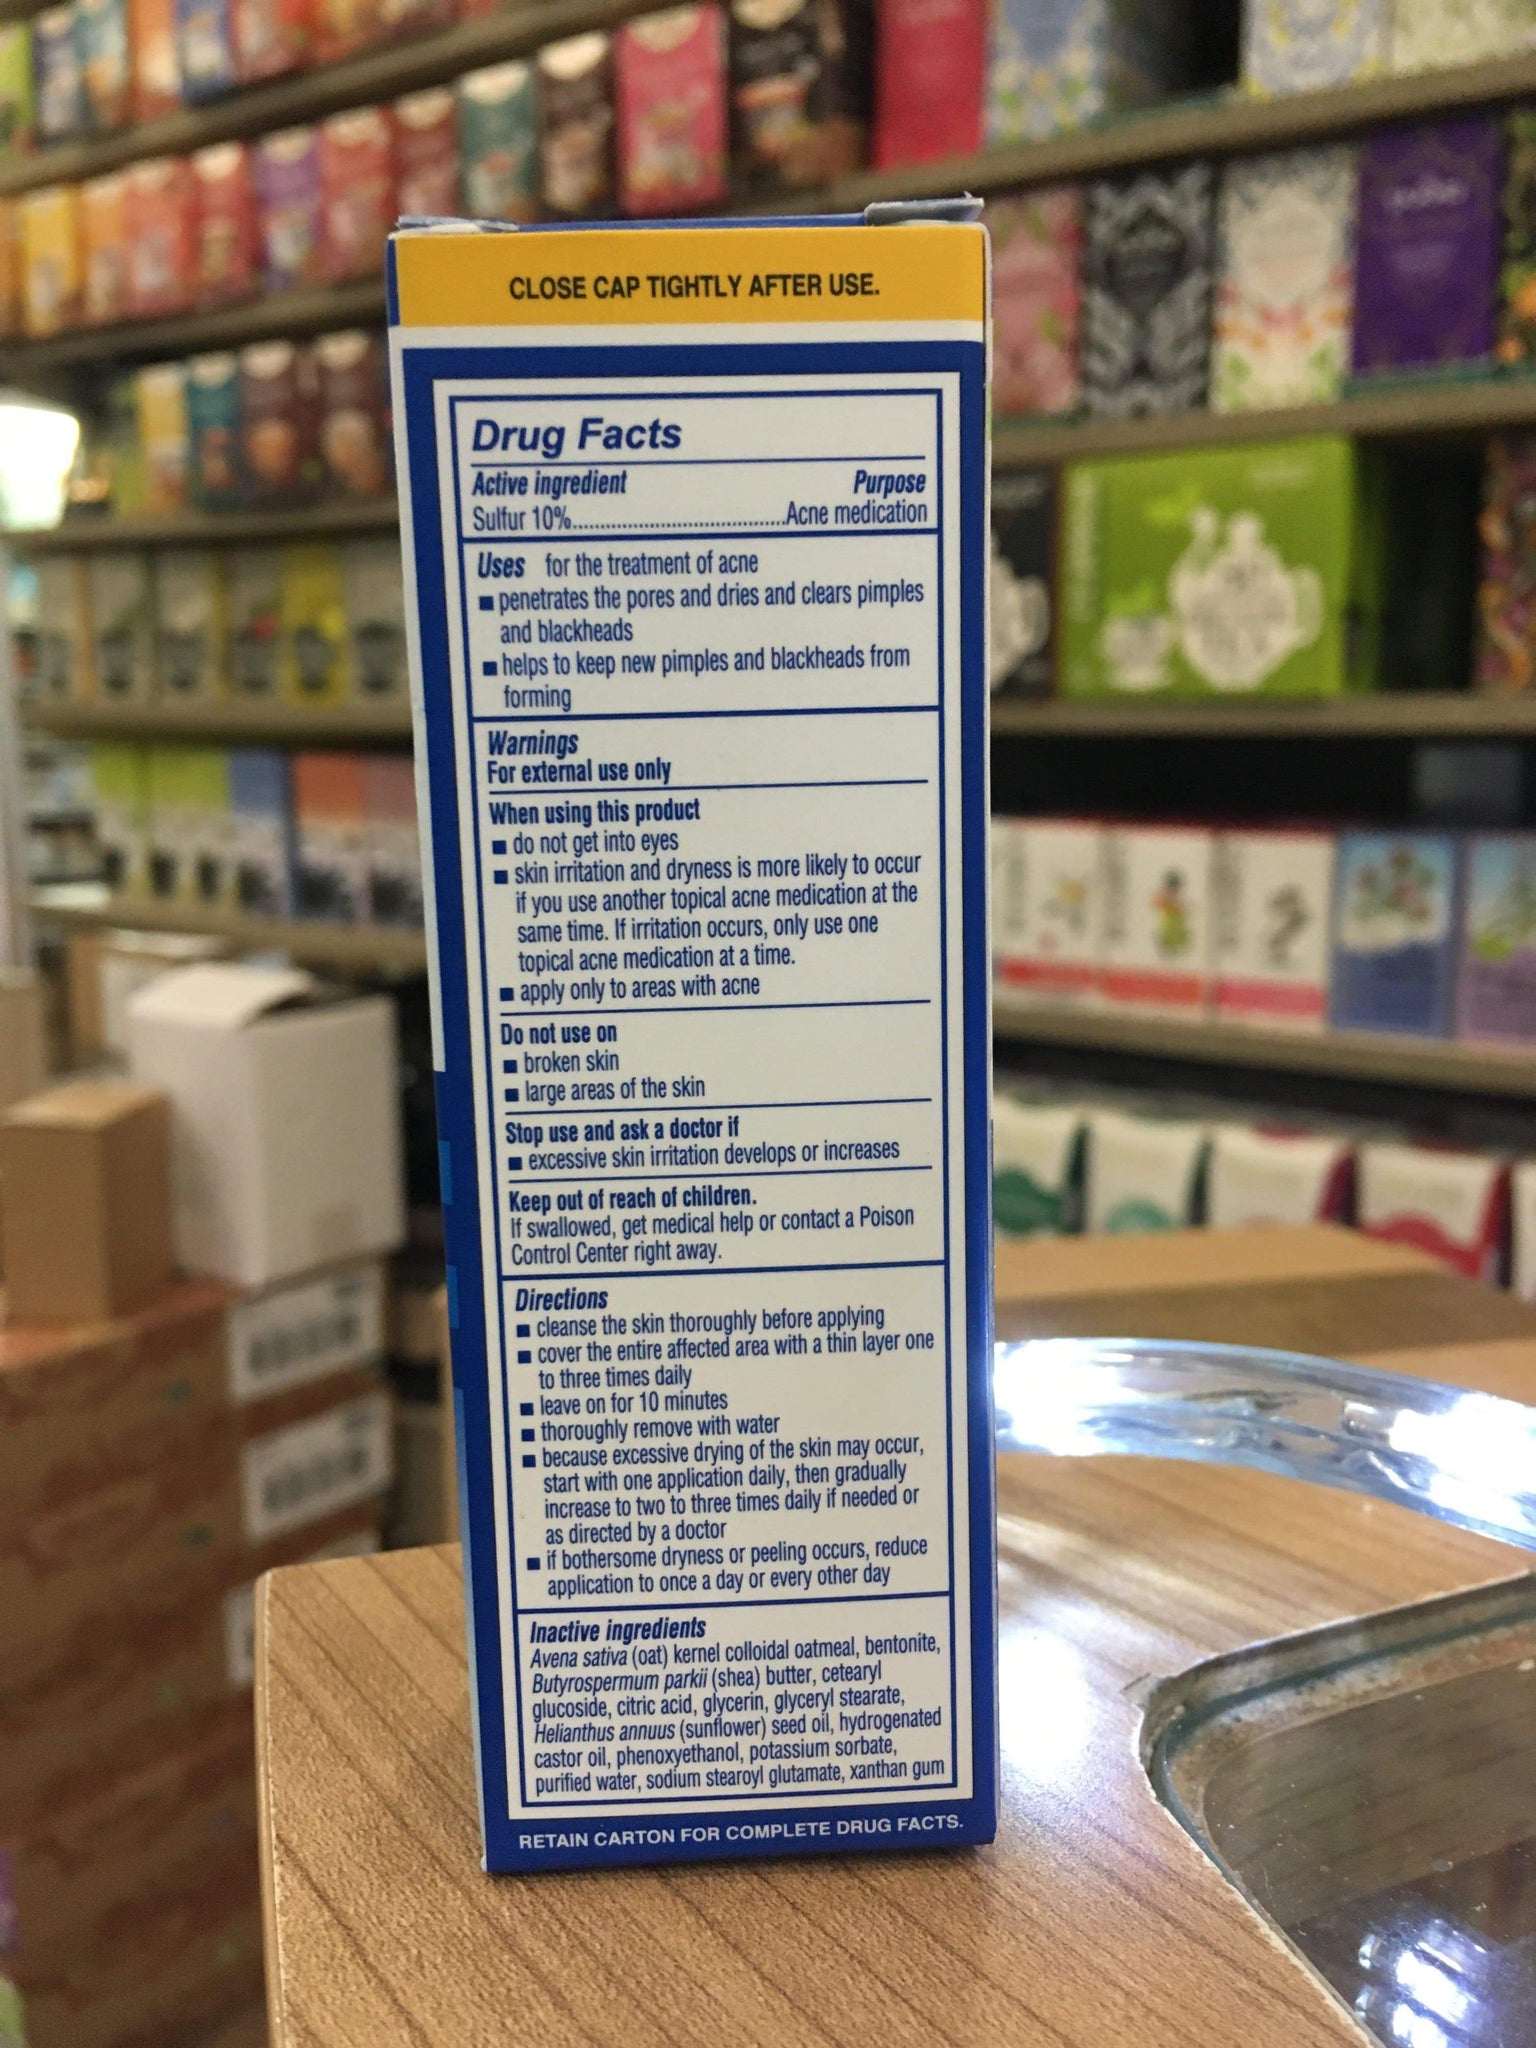 CLOSE CAP TIGHTLY AFTER USE.
Drug Facts
Active ingredient Purpose
Sulfur 10%......................................Acne medication
Uses for the treatment of acne
■ penetrates the pores and dries and clears pimples
and blackheads
■ helps to keep new pimples and blackheads from
forming
Warnings
For external use only
When using this product
■ do not get into eyes
■ skin irritation and dryness is more likely to occur
if you use another topical acne medication at the
same time. If irritation occurs, only use one
topical acne medication at a time.
■ apply only to areas with acne
Do not use on
■ broken skin
■ large areas of the skin
Stop use and ask a doctor if
■ excessive skin irritation develops or increases
Keep out of reach of children.
If swallowed, get medical help or contact a Poison
Control Center right away.
Directions
■ cleanse the skin thoroughly before applying
■ cover the entire affected area with a thin layer one
to three times daily
■ leave on for 10 minutes
■ thoroughly remove with water
■ because excessive drying of the skin may occur,
start with one application daily, then gradually
increase to two to three times daily if needed or
as directed by a doctor
■ if bothersome dryness or peeling occurs, reduce
application to once a day or every other day
Inactive ingredients
Avena sativa (oat) kernel colloidal oatmeal, bentonite,
Butyrospermum parkii (shea) butter, cetearyl
glucoside, citric acid, glycerin, glyceryl stearate,
Helianthus annuus (sunflower) seed oil, hydrogenated
castor oil, phenoxyethanol, potassium sorbate,
purified water, sodium stearoyl glutamate, xanthan gum
RETAIN CARTON FOR COMPLETE DRUG FACTS.